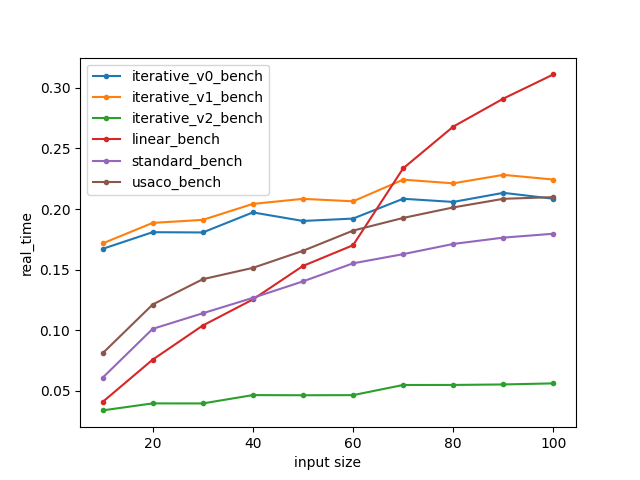 iterative_v0_bench
iterative_v1_bench
iterative_v2_bench
linear_bench
standard_bench
usaco_bench
0.30
0.25
0.20
0.15
0.10
0.05
real_time
20 40 60 80 100
input size